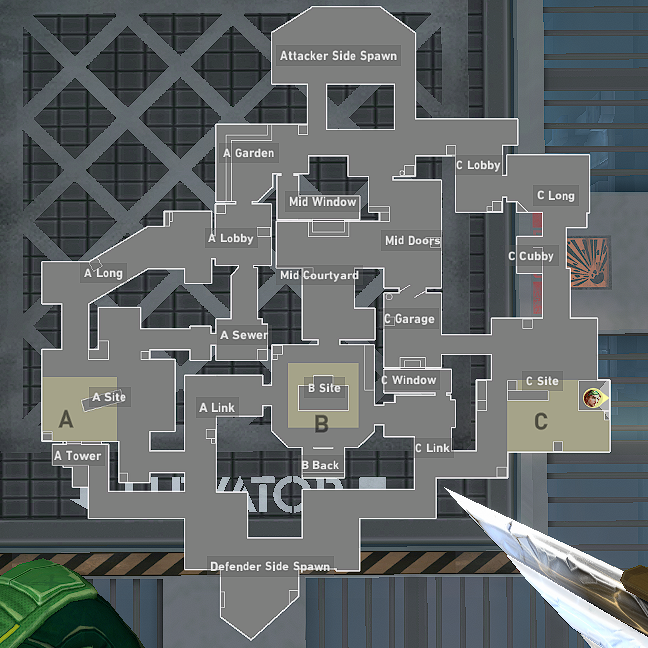 Attacker Side Spawn
A Garden
C Lobby
Mid Window
C Long
A Lobby
Mid Doors
C Cubby
A Long
Mid Courtyard
C Garage
A Sewer
C Window
C Site
B Site
A Site
A Link
A
B
C
C Link
A Tower
B Back
Defender Side Spawn